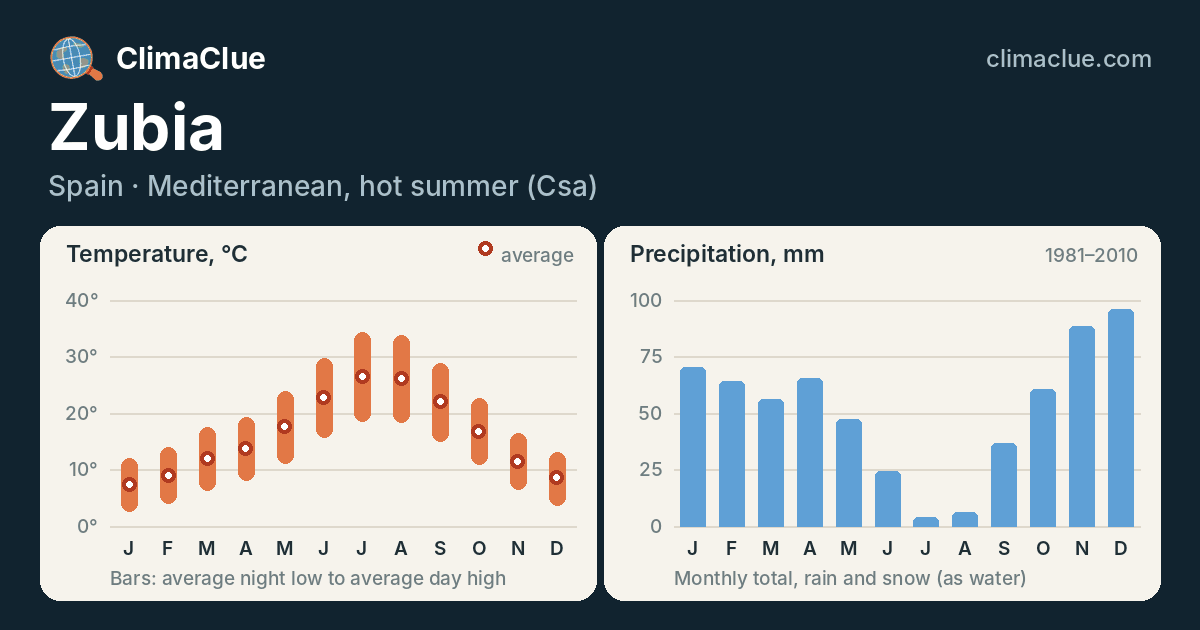 ClimaClue
climaclue.com
Zubia
Spain · Mediterranean, hot summer (Csa)
Temperature, °C
average
40°
30°
20°
10°
0°
J F M A M J J A S O N D
Bars: average night low to average day high
Precipitation, mm
1981–2010
100
75
50
25
0
J F M A M J J A S O N D
Monthly total, rain and snow (as water)